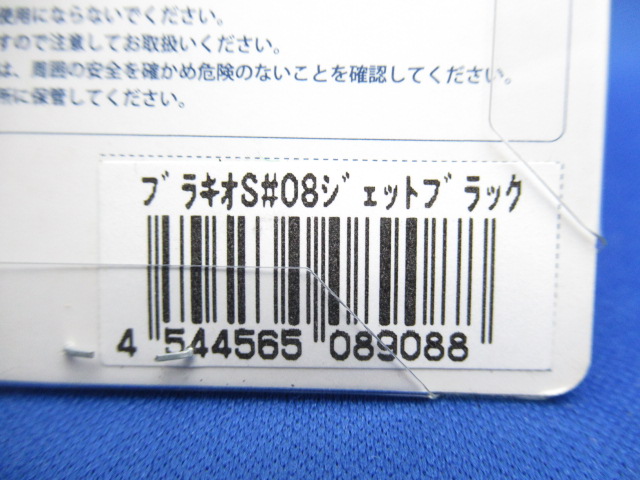 使用にならないでください。
すので注意してお取扱いください。
は、周囲の安全を確かめ危険のないことを確認してください。
所に保管してください。
ブラキオS#08ジェットブラック
4 544565 089088